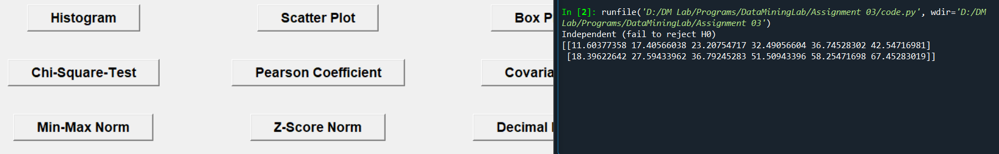 Histogram
Scatter Plot
Box P
Chi-Square-Test
Pearson Coefficient
Covaria
Min-Max Norm
Z-Score Norm
Decimal
In [2]: runfile('D:/DM Lab/Programs/DataMiningLab/Assignment 03/code.py', wdir='D:/DM
Lab/Programs/DataMiningLab/Assignment 03')
Independent (fail to reject H0)
[[11.60377358 17.40566038 23.20754717 32.49056604 36.74528302 42.54716981]
[18.39622642 27.59433962 36.79245283 51.50943396 58.25471698 67.45283019]]